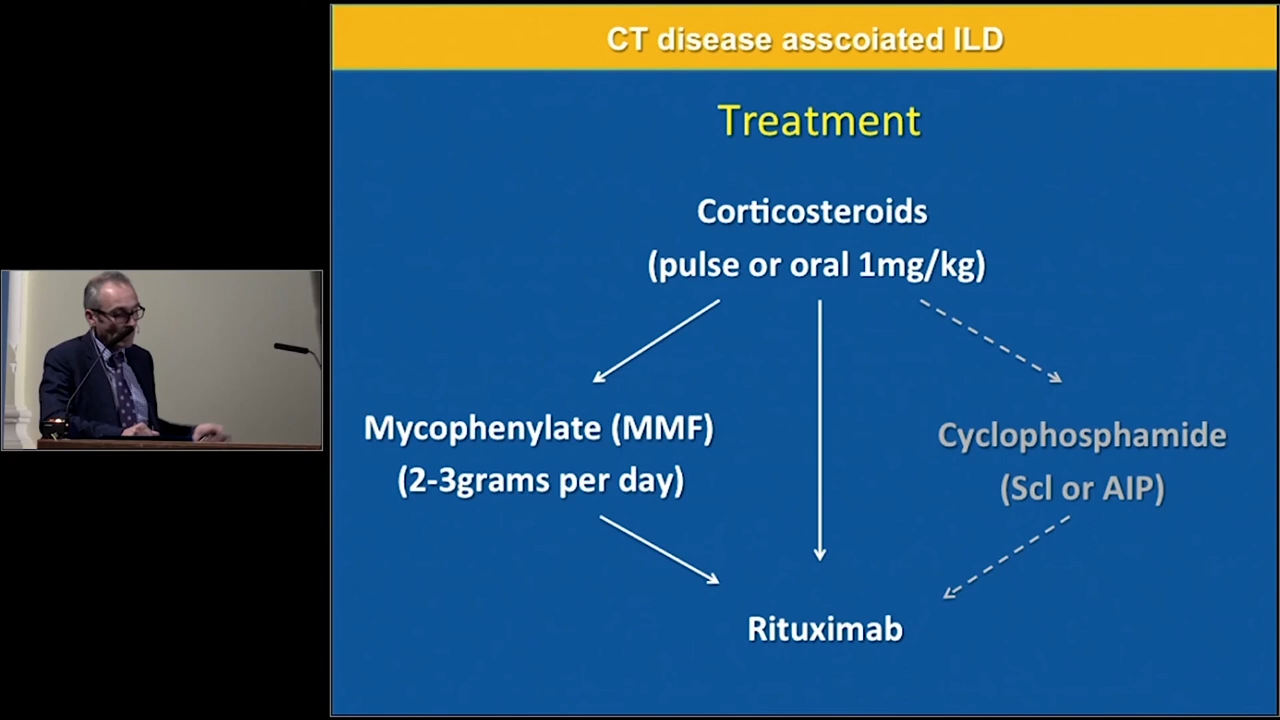 CT disease asscoiated ILD
Treatment
Corticosteroids
(pulse or oral 1mg/kg)
Mycophenylate (MMF)
(2-3grams per day)
Cyclophosphamide
(Scl or AIP)
Rituximab